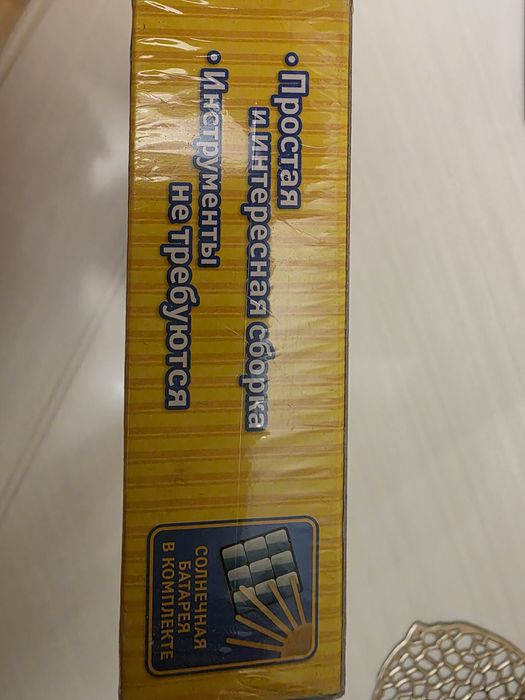 • Простая
и интересная сборка
• Инструменты
не требуются
СОЛНЕЧНАЯ
БАТАРЕЯ
В КОМПЛЕКТЕ